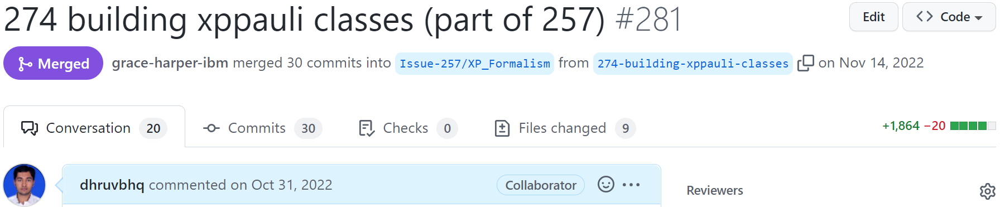 274 building xppauli classes (part of 257) #281
Edit
Code
Merged
grace-harper-ibm merged 30 commits into Issue-257/XP_Formalism from 274-building-xppauli-classes on Nov 14, 2022
Conversation 20
Commits 30
Checks 0
Files changed 9
+1,864 −20
dhruvbhq commented on Oct 31, 2022
Collaborator
Reviewers